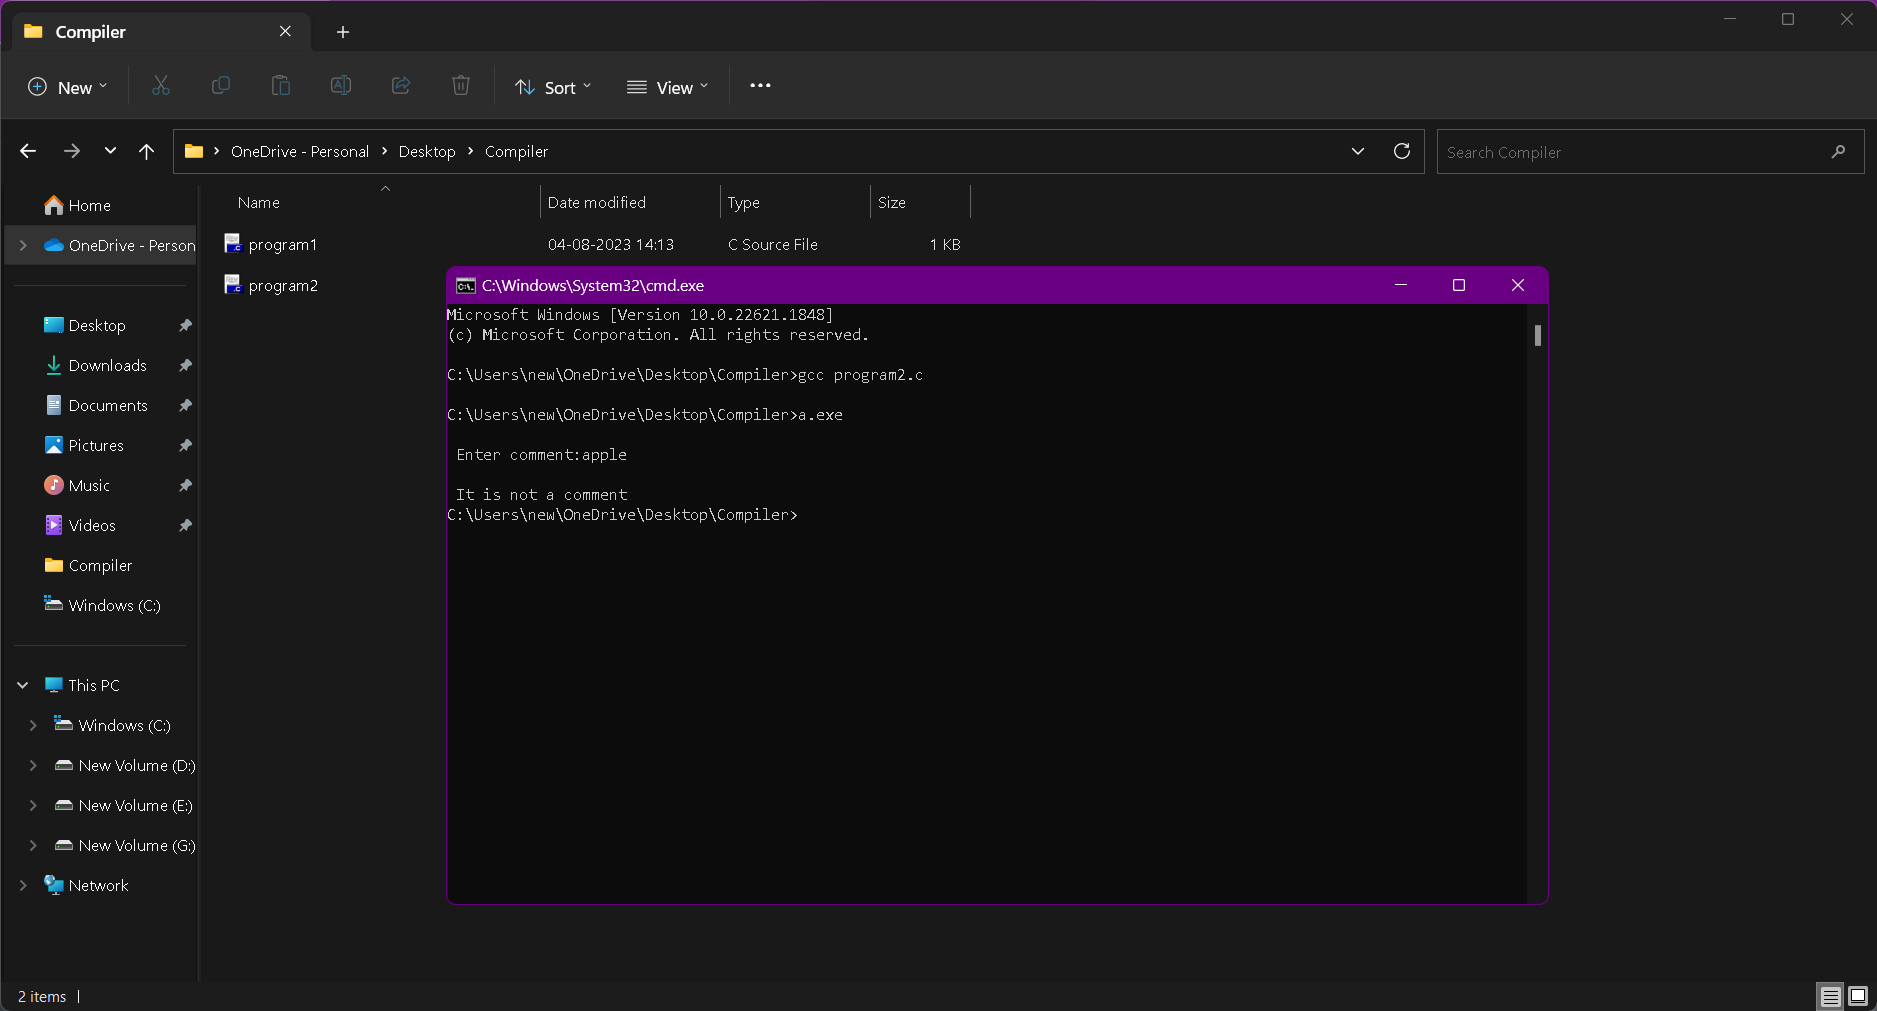 Compiler
New
Sort
View
OneDrive - Personal > Desktop > Compiler
Search Compiler
Home
OneDrive - Person
Desktop
Downloads
Documents
Pictures
Music
Videos
Compiler
Windows (C:)
This PC
Windows (C:)
New Volume (D:)
New Volume (E:)
New Volume (G:)
Network
Name Date modified Type Size
program1 04-08-2023 14:13 C Source File 1 KB
program2
C:\Windows\System32\cmd.exe
Microsoft Windows [Version 10.0.22621.1848]
(c) Microsoft Corporation. All rights reserved.
C:\Users\new\OneDrive\Desktop\Compiler>gcc program2.c
C:\Users\new\OneDrive\Desktop\Compiler>a.exe
Enter comment:apple
It is not a comment
C:\Users\new\OneDrive\Desktop\Compiler>
2 items